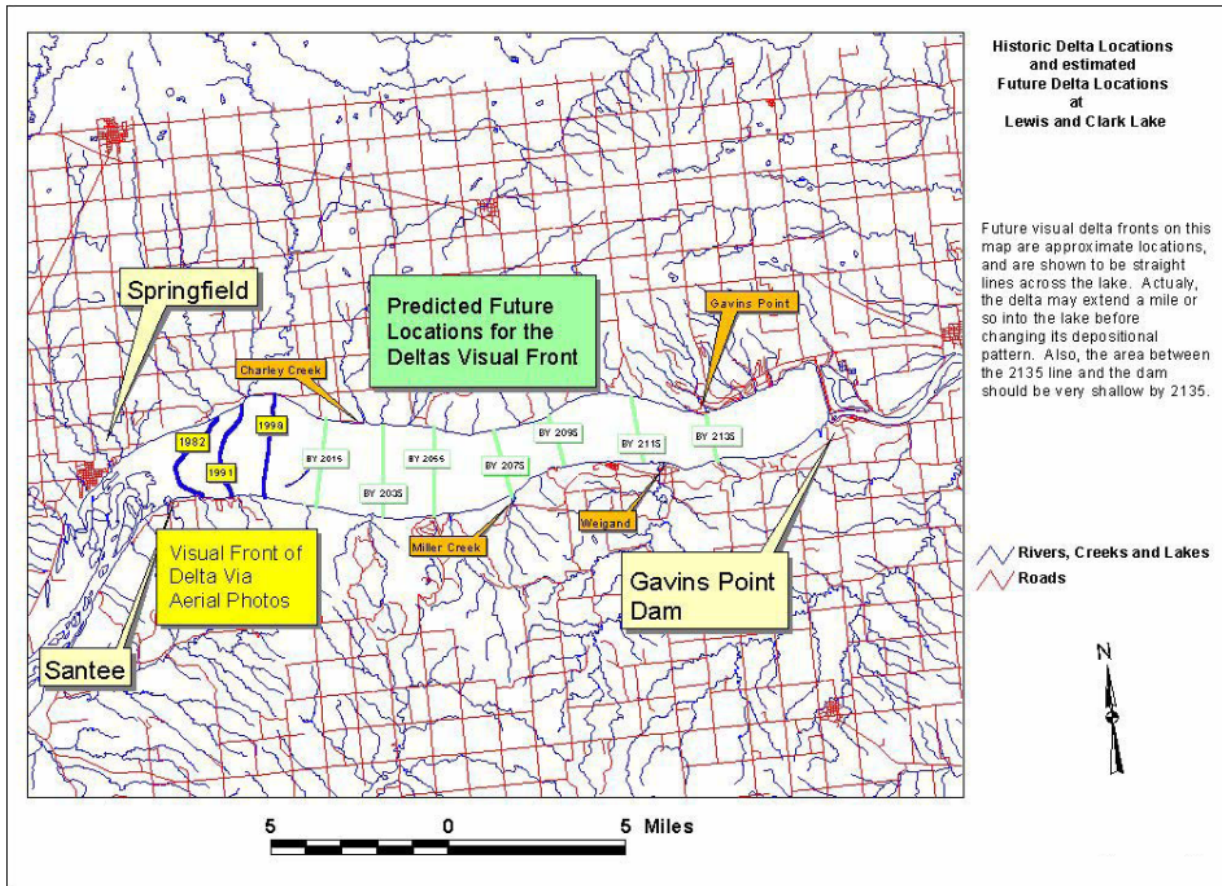 Historic Delta Locations
and estimated
Future Delta Locations
at
Lewis and Clark Lake
Future visual delta fronts on this
map are approximate locations,
and are shown to be straight
lines across the lake. Actualy,
the delta may extend a mile or
so into the lake before
changing its depositional
pattern. Also, the area between
the 2135 line and the dam
should be very shallow by 2135.
Springfield
Predicted Future
Locations for the
Deltas Visual Front
Gavins Point
Charley Creek
1982
1991
1998
BY 2015
BY 2035
BY 2055
BY 2075
BY 2095
BY 2115
BY 2135
Miller Creek
Weigand
Visual Front of
Delta Via
Aerial Photos
Gavins Point
Dam
Santee
Rivers, Creeks and Lakes
Roads
N
5 0 5 Miles